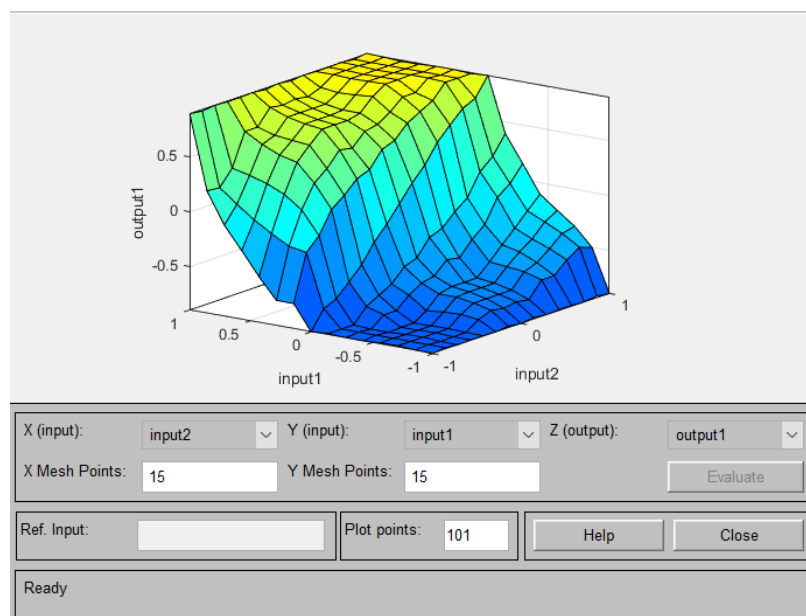 0.5
0
-0.5
output1
1
0.5
0
-0.5
-1
input1
-1
0
1
input2
X (input): input2 Y (input): input1 Z (output): output1
X Mesh Points: 15 Y Mesh Points: 15 Evaluate
Ref. Input: Plot points: 101 Help Close
Ready